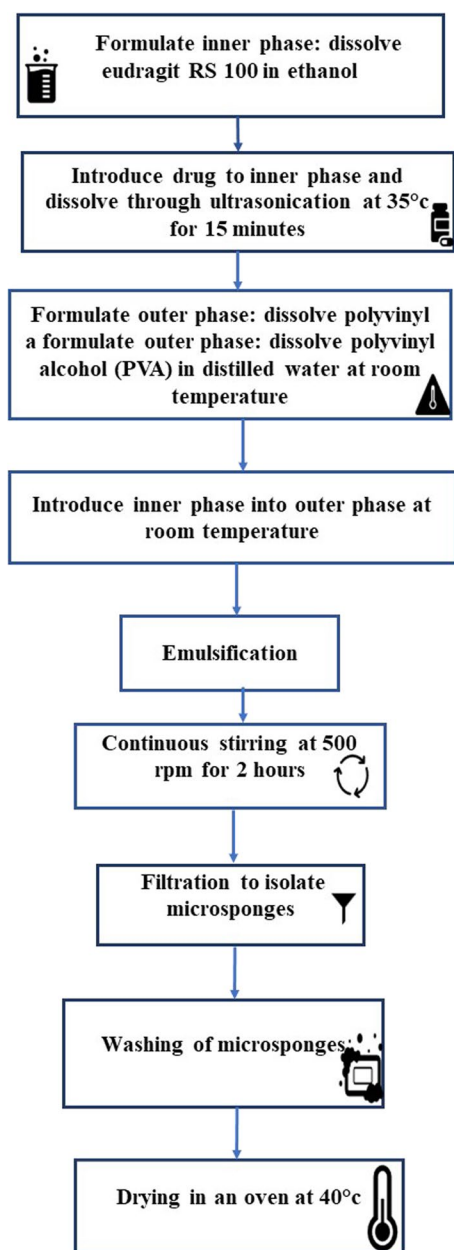 Formulate inner phase: dissolve
eudragit RS 100 in ethanol
Introduce drug to inner phase and
dissolve through ultrasonication at 35°c
for 15 minutes
Formulate outer phase: dissolve polyvinyl
a formulate outer phase: dissolve polyvinyl
alcohol (PVA) in distilled water at room
temperature
Introduce inner phase into outer phase at
room temperature
Emulsification
Continuous stirring at 500
rpm for 2 hours
Filtration to isolate
microsponges
Washing of microsponges
Drying in an oven at 40°c